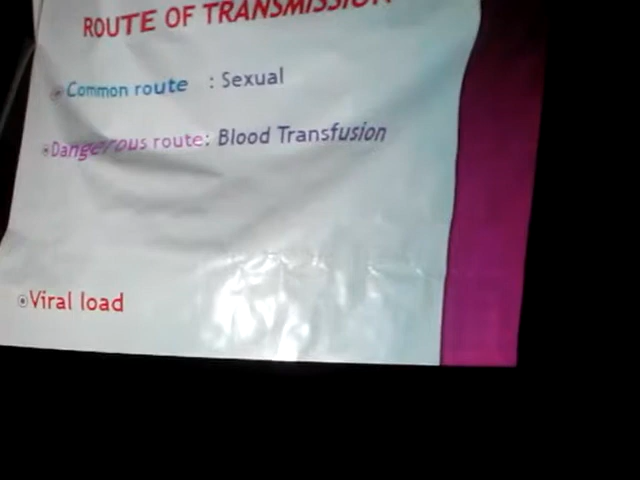 ROUTE OF TRANSMISSION
Common route : Sexual
Dangerous route: Blood Transfusion
Viral load